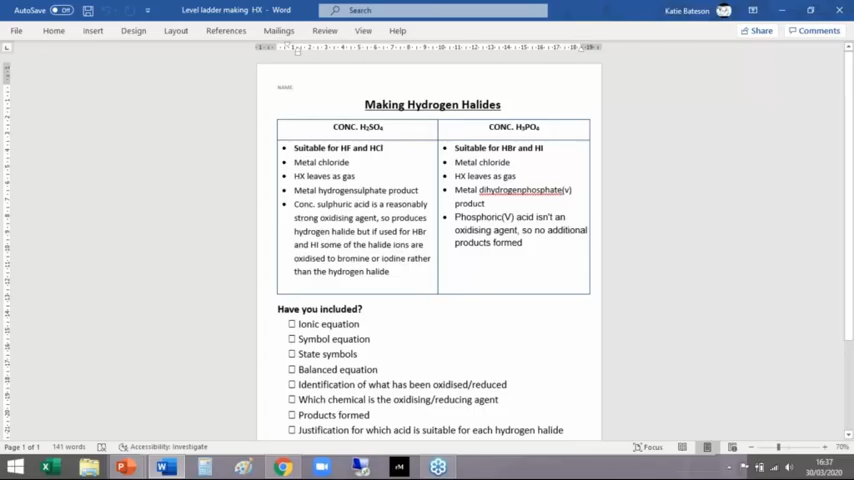 AutoSave Off
Level ladder making HX - Word
Search
Katie Bateson
File Home Insert Design Layout References Mailings Review View Help
Share Comments
NAME
Making Hydrogen Halides
CONC. H₂SO₄
Suitable for HF and HCl
Metal chloride
HX leaves as gas
Metal hydrogensulphate product
Conc. sulphuric acid is a reasonably
strong oxidising agent, so produces
hydrogen halide but if used for HBr
and HI some of the halide ions are
oxidised to bromine or iodine rather
than the hydrogen halide
CONC. H₃PO₄
Suitable for HBr and HI
Metal chloride
HX leaves as gas
Metal dihydrogenphosphate(v)
product
Phosphoric(V) acid isn't an
oxidising agent, so no additional
products formed
Have you included?
Ionic equation
Symbol equation
State symbols
Balanced equation
Identification of what has been oxidised/reduced
Which chemical is the oxidising/reducing agent
Products formed
Justification for which acid is suitable for each hydrogen halide
Page 1 of 1 141 words Accessibility: Investigate
Focus
70%
16:37
30/03/2020